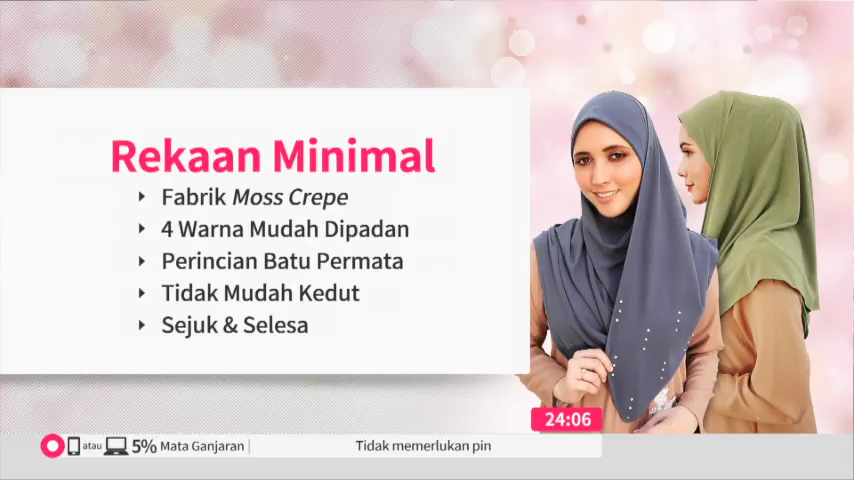 Rekaan Minimal
Fabrik Moss Crepe
4 Warna Mudah Dipadan
Perincian Batu Permata
Tidak Mudah Kedut
Sejuk & Selesa
24:06
atau 5% Mata Ganjaran
Tidak memerlukan pin